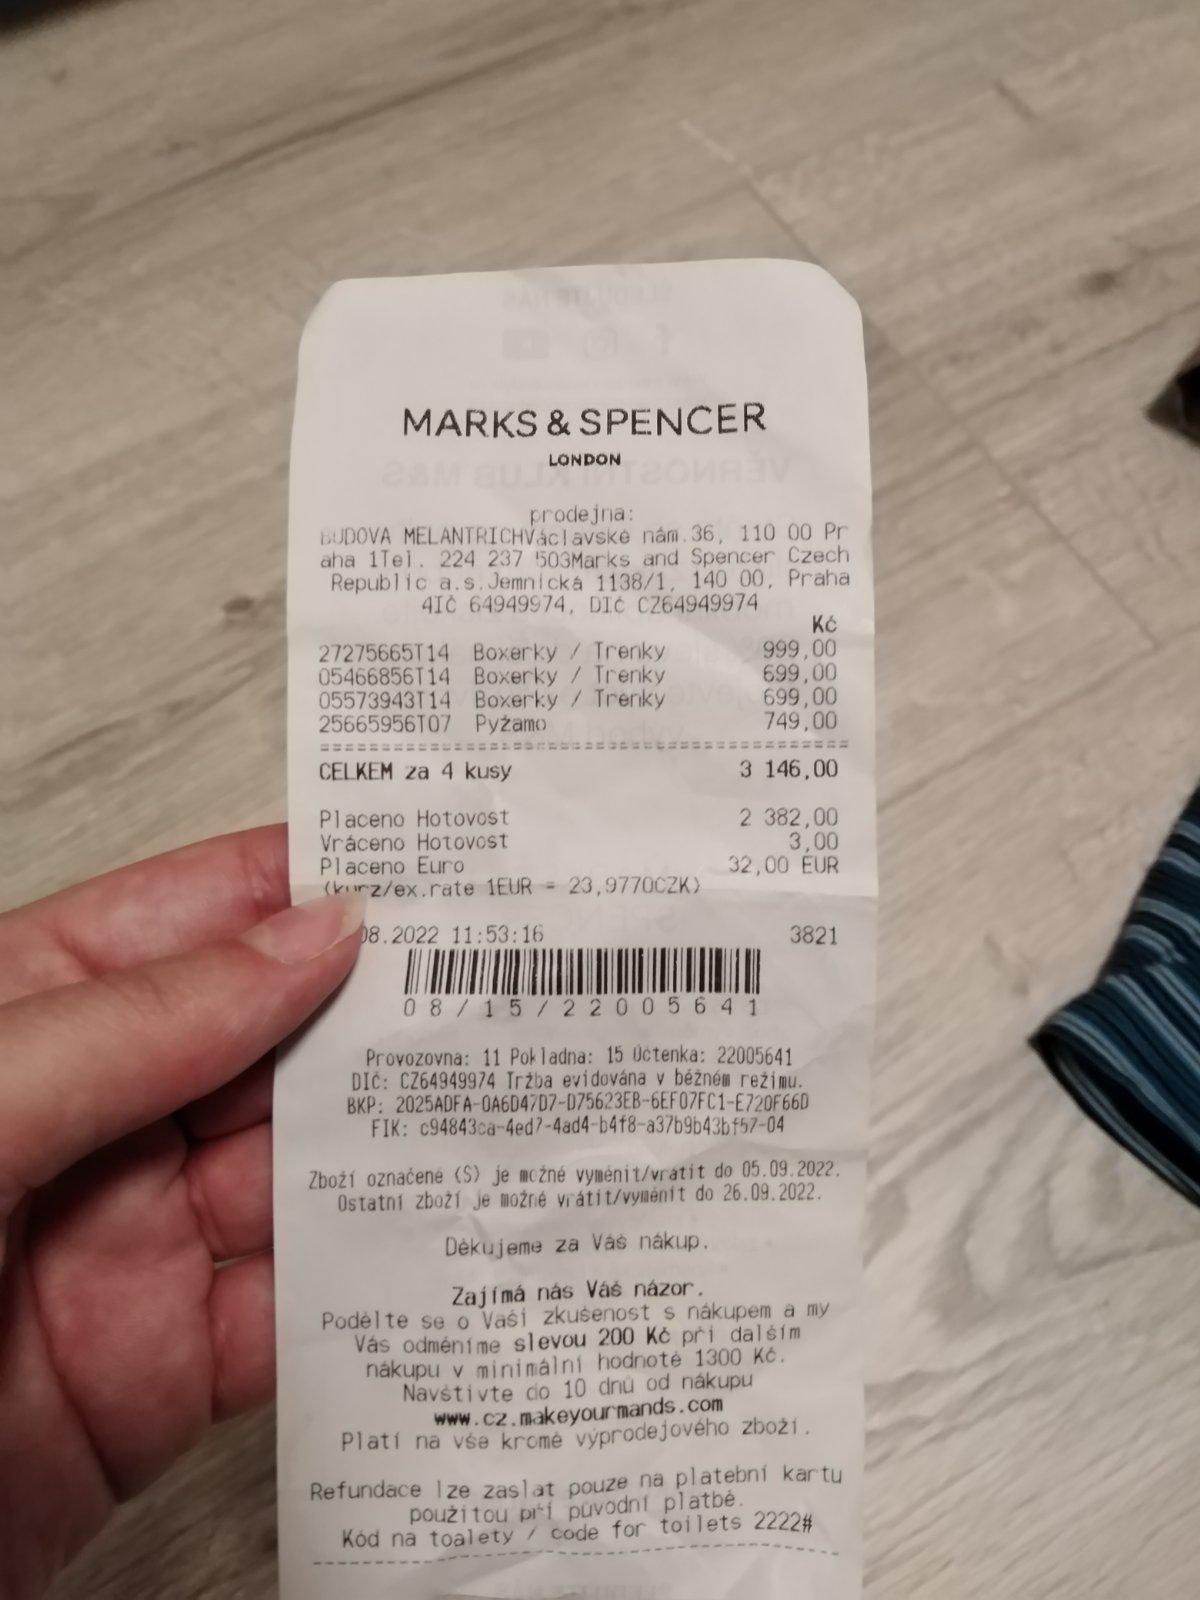 MARKS & SPENCER
LONDON
prodejna:
BUDOVA MELANTRICHVáclavské nám.36, 110 00 Pr
aha 1Tel. 224 237 503Marks and Spencer Czech
Republic a.s.Jemnická 1138/1, 140 00, Praha
4IČ 64949974, DIČ CZ64949974
Kč
27275665T14 Boxerky / Trenky 999,00
05466856T14 Boxerky / Trenky 699,00
05573943T14 Boxerky / Trenky 699,00
25665956T07 Pyžamo 749,00
CELKEM za 4 kusy 3 146,00
Placeno Hotovost 2 382,00
Vráceno Hotovost 3,00
Placeno Euro 32,00 EUR
(kurz/ex.rate 1EUR = 23,9770CZK)
08.2022 11:53:16 3821
08/15/22005641
Provozovna: 11 Pokladna: 15 Účtenka: 22005641
DIČ: CZ64949974 Tržba evidována v běžném režimu.
BKP: 2025ADFA-0A6D47D7-D75623EB-6EF07FC1-E720F66D
FIK: c94843ca-4ed7-4ad4-b4f8-a37b9b43bf57-04
Zboží označené (S) je možné vyměnit/vrátit do 05.09.2022.
Ostatní zboží je možné vrátit/vyměnit do 26.09.2022.
Děkujeme za Váš nákup.
Zajímá nás Váš názor.
Podělte se o Vaši zkušenost s nákupem a my
Vás odměníme slevou 200 Kč při dalším
nákupu v minimální hodnotě 1300 Kč.
Navštivte do 10 dnů od nákupu
www.cz.makeyourmands.com
Platí na vše kromě výprodejového zboží.
Refundace lze zaslat pouze na platební kartu
použitou při původní platbě.
Kód na toalety / code for toilets 2222#